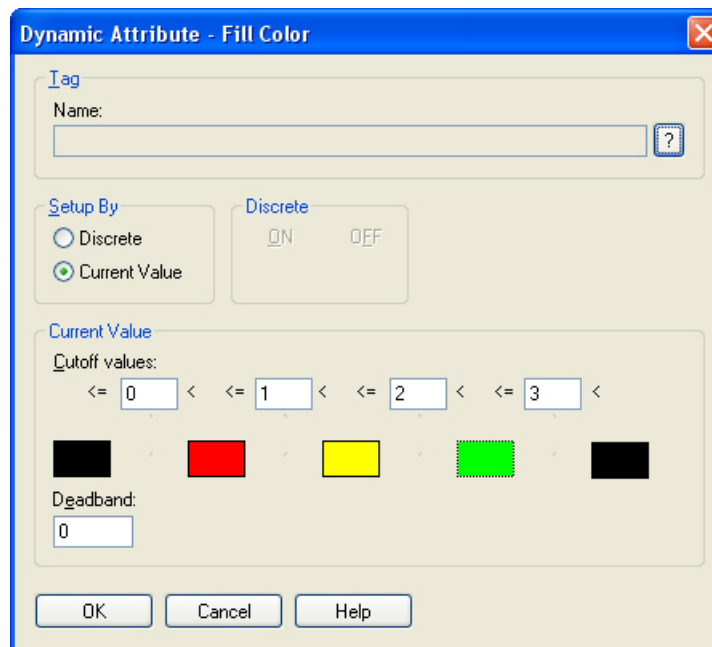 Dynamic Attribute - Fill Color
Tag
Name:
?
Setup By
Discrete
Discrete
ON OFF
Current Value
Current Value
Cutoff values:
<= 0 < <= 1 < <= 2 < <= 3 <
Deadband:
0
OK Cancel Help